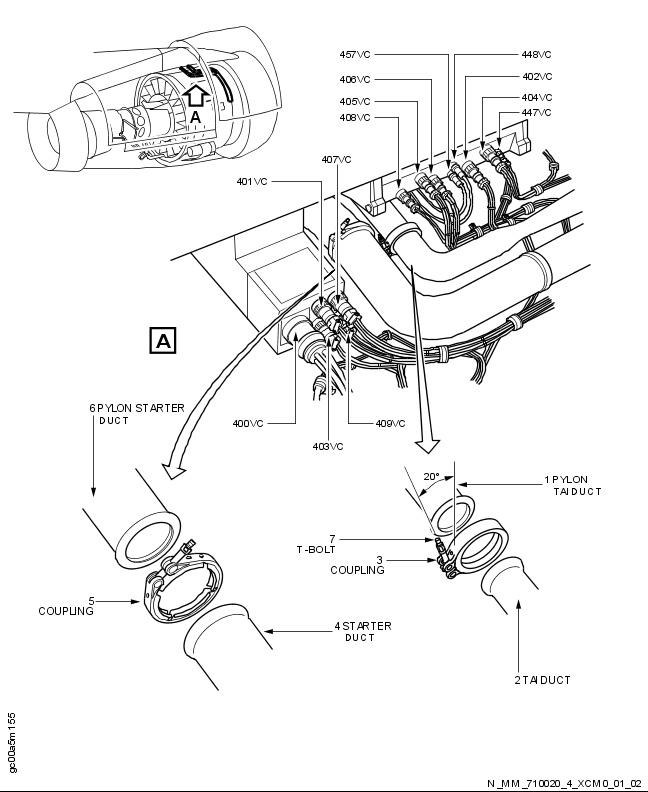 A
457VC
448VC
406VC
402VC
405VC
404VC
408VC
447VC
407VC
401VC
A
6 PYLON STARTER
DUCT
400VC
409VC
403VC
20°
1 PYLON
TAI DUCT
7
T-BOLT
3
COUPLING
5
COUPLING
4 STARTER
DUCT
2 TAI DUCT
gc00a5m155
N_MM_710020_4_XCM0_01_02